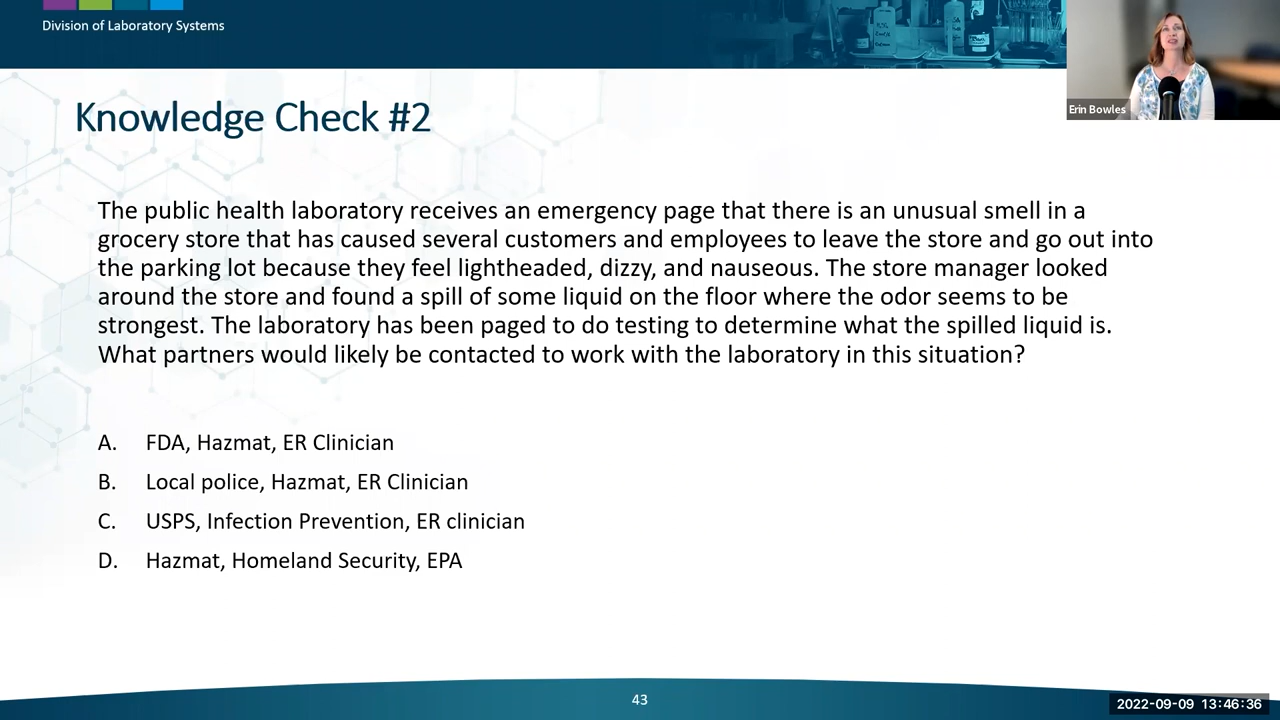 Division of Laboratory Systems
Erin Bowles
Knowledge Check #2
The public health laboratory receives an emergency page that there is an unusual smell in a
grocery store that has caused several customers and employees to leave the store and go out into
the parking lot because they feel lightheaded, dizzy, and nauseous. The store manager looked
around the store and found a spill of some liquid on the floor where the odor seems to be
strongest. The laboratory has been paged to do testing to determine what the spilled liquid is.
What partners would likely be contacted to work with the laboratory in this situation?
A. FDA, Hazmat, ER Clinician
B. Local police, Hazmat, ER Clinician
C. USPS, Infection Prevention, ER clinician
D. Hazmat, Homeland Security, EPA
43
2022-09-09 13:46:36